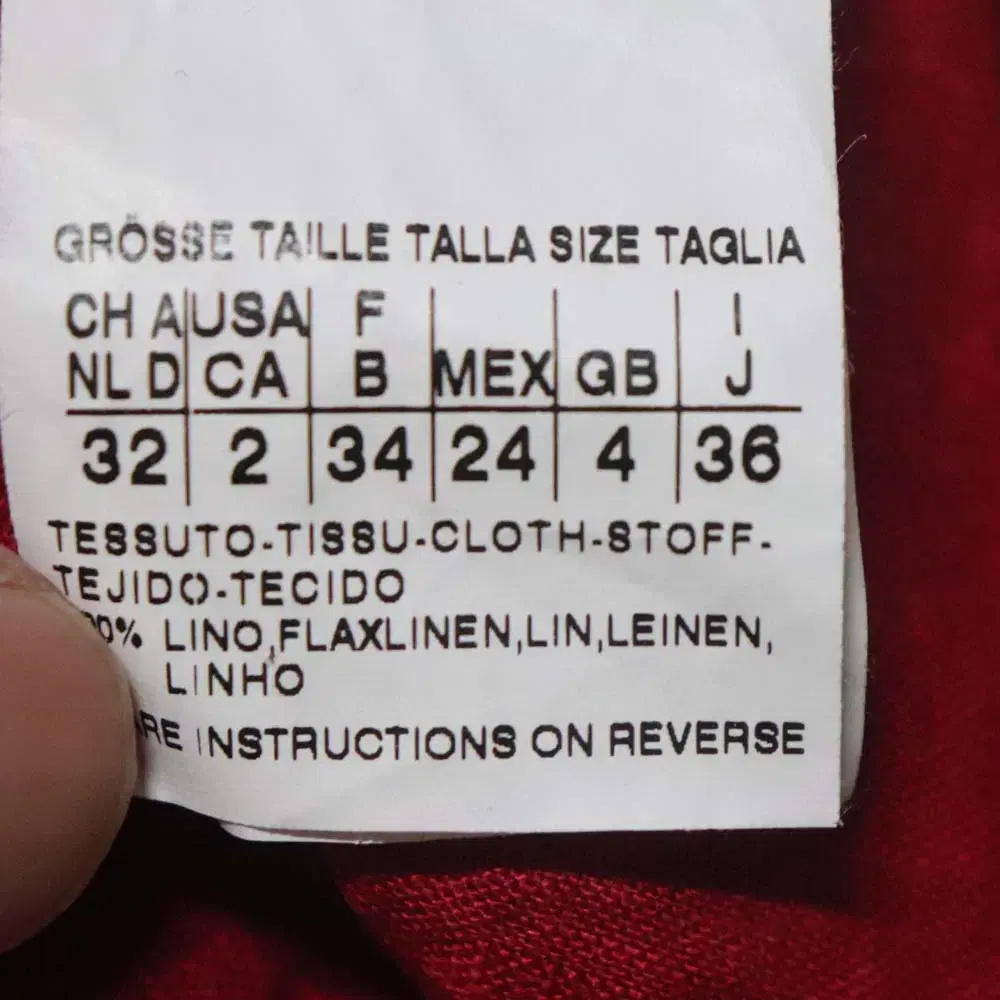 GRÖSSE TAILLE TALLA SIZE TAGLIA
CH A USA F I
NL D CA B MEX GB J
32 2 34 24 4 36
TESSUTO-TISSU-CLOTH-STOFF-
TEJIDO-TECIDO
LINO,FLAXLINEN,LIN,LEINEN,
LINHO
INSTRUCTIONS ON REVERSE